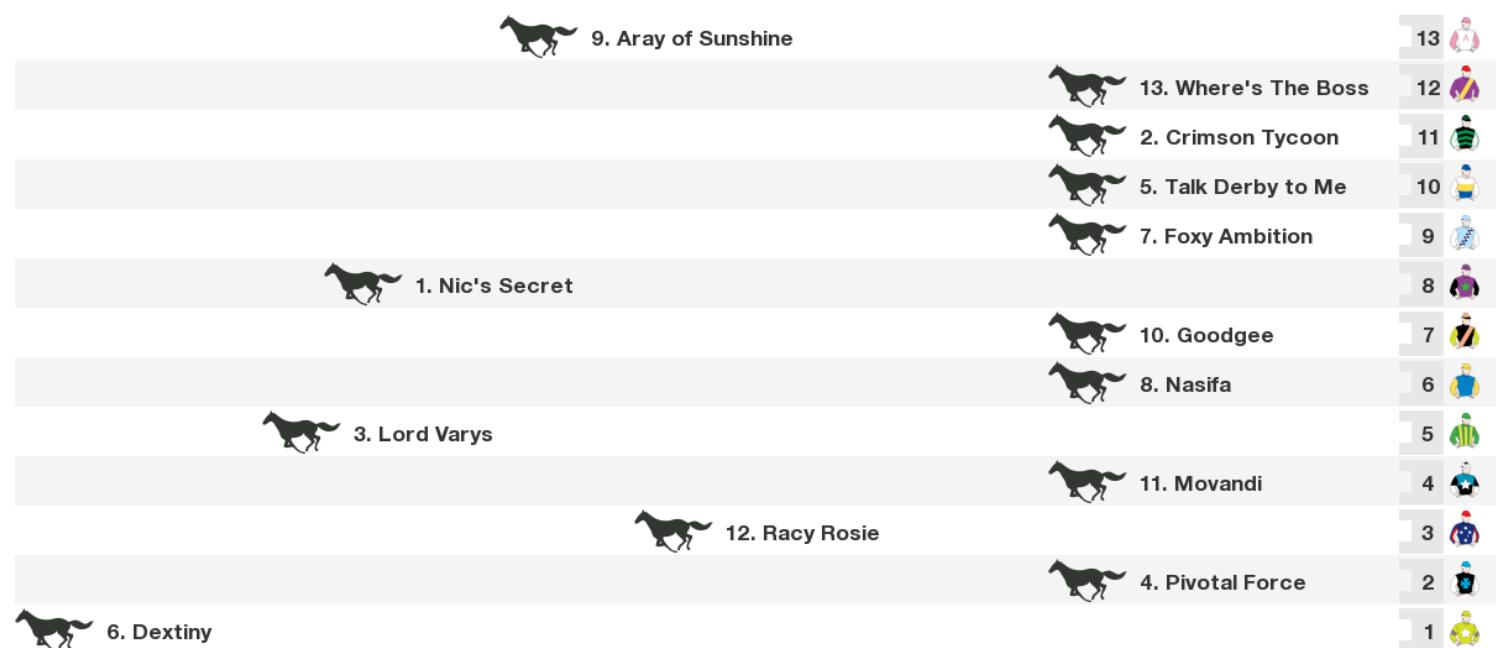 9. Aray of Sunshine 13
13. Where's The Boss 12
2. Crimson Tycoon 11
5. Talk Derby to Me 10
7. Foxy Ambition 9
1. Nic's Secret 8
10. Goodgee 7
8. Nasifa 6
3. Lord Varys 5
11. Movandi 4
12. Racy Rosie 3
4. Pivotal Force 2
6. Dextiny 1